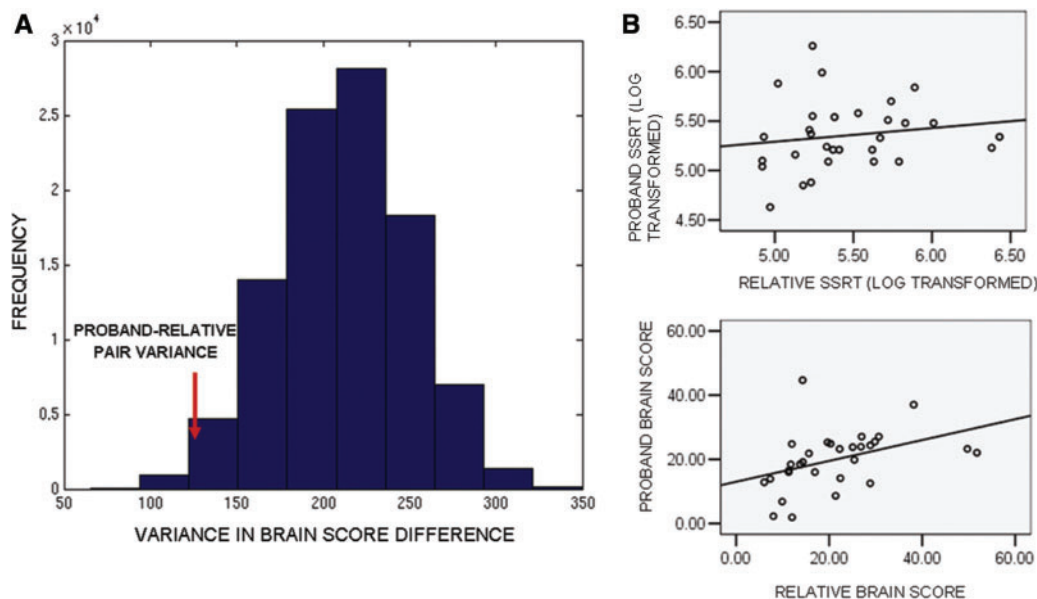 A
× 10⁴
3
2.5
2
1.5
1
0.5
0
FREQUENCY
PROBAND-RELATIVE
PAIR VARIANCE
50 100 150 200 250 300 350
VARIANCE IN BRAIN SCORE DIFFERENCE
B
PROBAND SSRT (LOG
TRANSFORMED)
6.50
6.00
5.50
5.00
4.50
5.00 5.50 6.00 6.50
RELATIVE SSRT (LOG TRANSFORMED)
PROBAND BRAIN SCORE
60.00
40.00
20.00
0.00
0.00 20.00 40.00 60.00
RELATIVE BRAIN SCORE